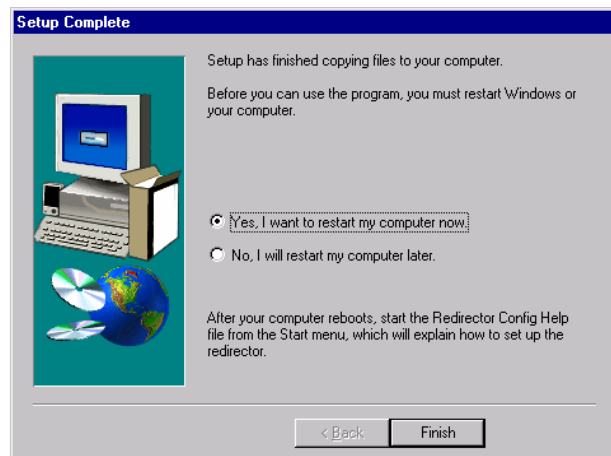 Setup Complete
Setup has finished copying files to your computer.
Before you can use the program, you must restart Windows or
your computer.
Yes, I want to restart my computer now.
No, I will restart my computer later.
After your computer reboots, start the Redirector Config Help
file from the Start menu, which will explain how to set up the
redirector.
< Back
Finish